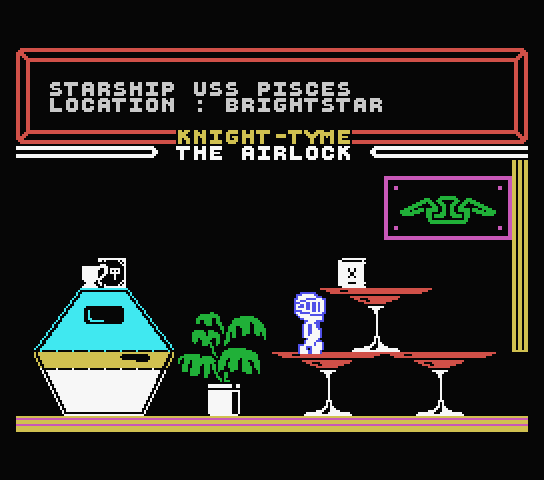 STARSHIP USS PISCES
LOCATION : BRIGHTSTAR
KNIGHT-TYME
THE AIRLOCK